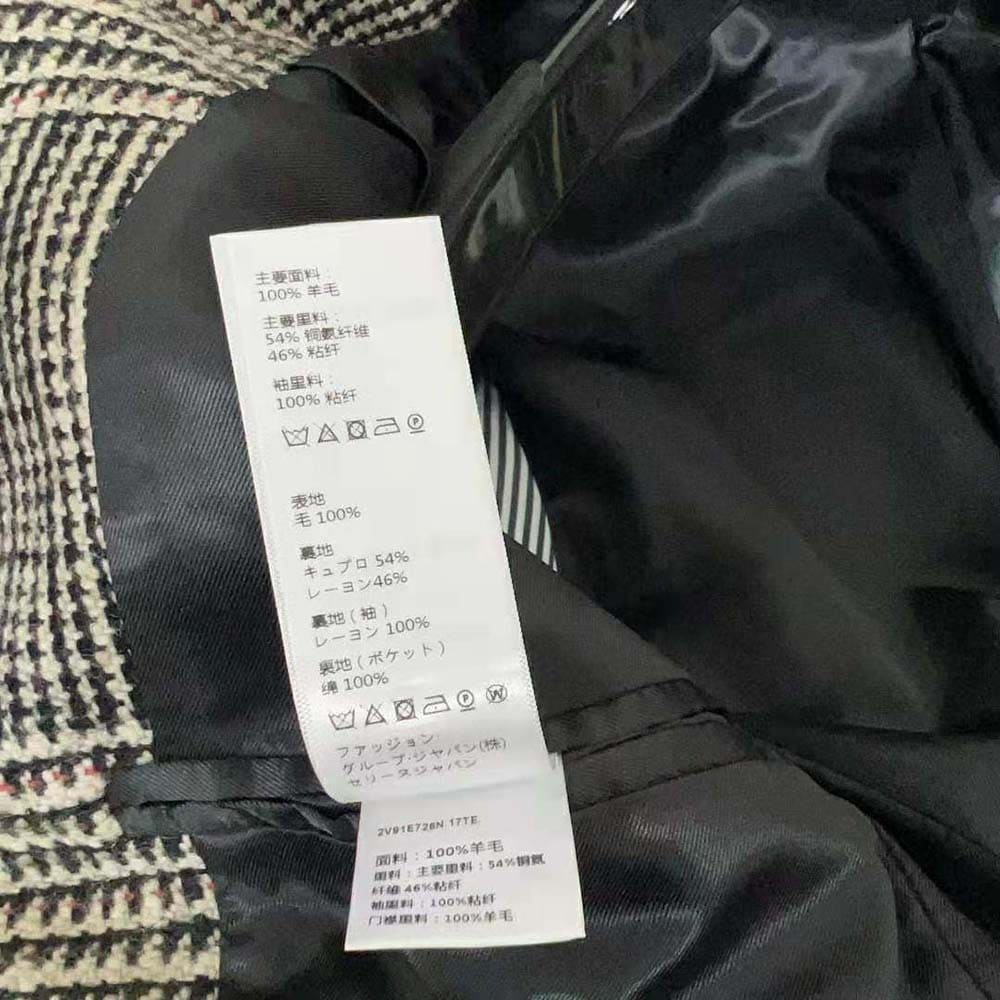 主要面料：
100% 羊毛
主要里料：
54% 铜氨纤维
46% 粘纤
袖里料：
100% 粘纤
P
表地
毛 100%
裏地
キュプロ 54%
レーヨン46%
裏地（袖）
レーヨン 100%
裏地（ポケット）
綿 100%
P W
ファッション・
グループ・ジャパン(株)
セリーヌジャパン
2V91E726N.17TE.
面料：100%羊毛
里料：主要里料：54%铜氨
纤维 46%粘纤
袖里料：100%粘纤
门襟里料：100%羊毛